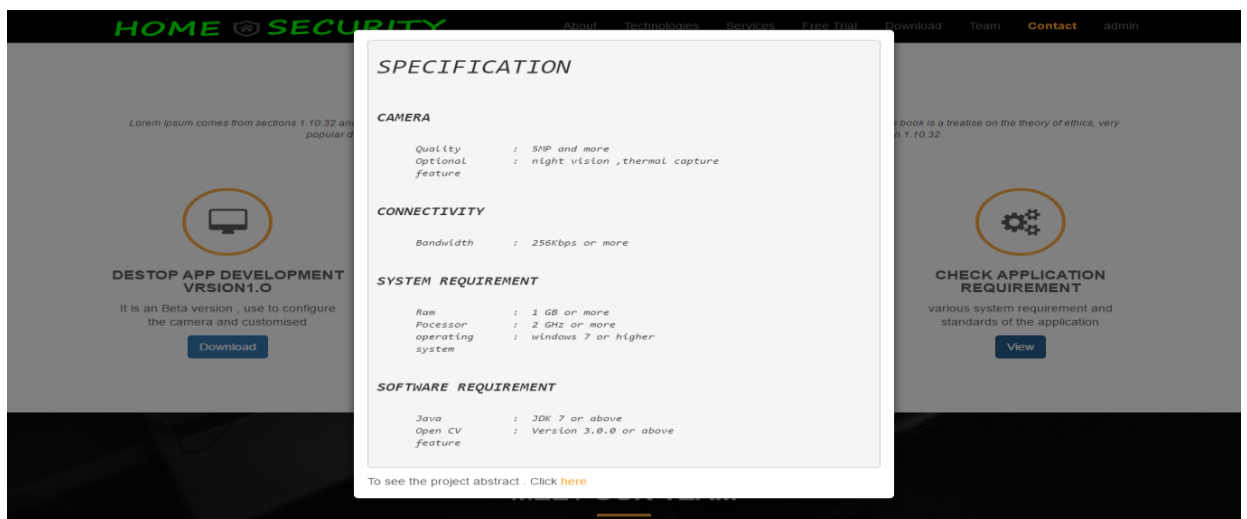 HOME SECURITY
About Technologies Services Free Trial Download Team Contact admin
SPECIFICATION
CAMERA
Quality : 5MP and more
Optional : night vision ,thermal capture
feature
CONNECTIVITY
Bandwidth : 256Kbps or more
SYSTEM REQUIREMENT
Ram : 1 GB or more
Pocessor : 2 GHz or more
operating : windows 7 or higher
system
SOFTWARE REQUIREMENT
Java : JDK 7 or above
Open CV : Version 3.0.0 or above
feature
To see the project abstract . Click here
Lorem Ipsum comes from sections 1.10.32 and
popular
book is a treatise on the theory of ethics, very
1.10.32.
DESTOP APP DEVELOPMENT
VRSION1.O
It is an Beta version , use to configure
the camera and customised
Download
CHECK APPLICATION
REQUIREMENT
various system requirement and
standards of the application
View
MEET OUR TEAM